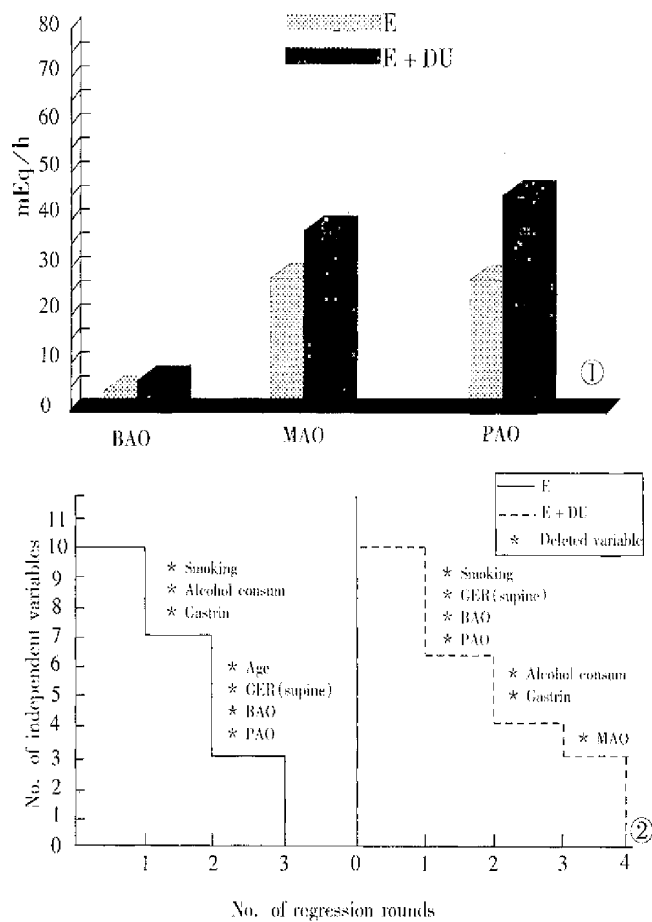 80
70
60
50
40
30
20
10
0
mEq/h
E
E + DU
①
BAO
MAO
PAO
E
E + DU
* Deleted variable
11
10
9
8
7
6
5
4
3
2
1
0
No. of independent variables
* Smoking
* Alcohol consum
* Gastrin
* Age
* GER(supine)
* BAO
* PAO
* Smoking
* GER(supine)
* BAO
* PAO
* Alcohol consum
* Gastrin
* MAO
②
1 2 3 0 1 2 3 4
No. of regression rounds